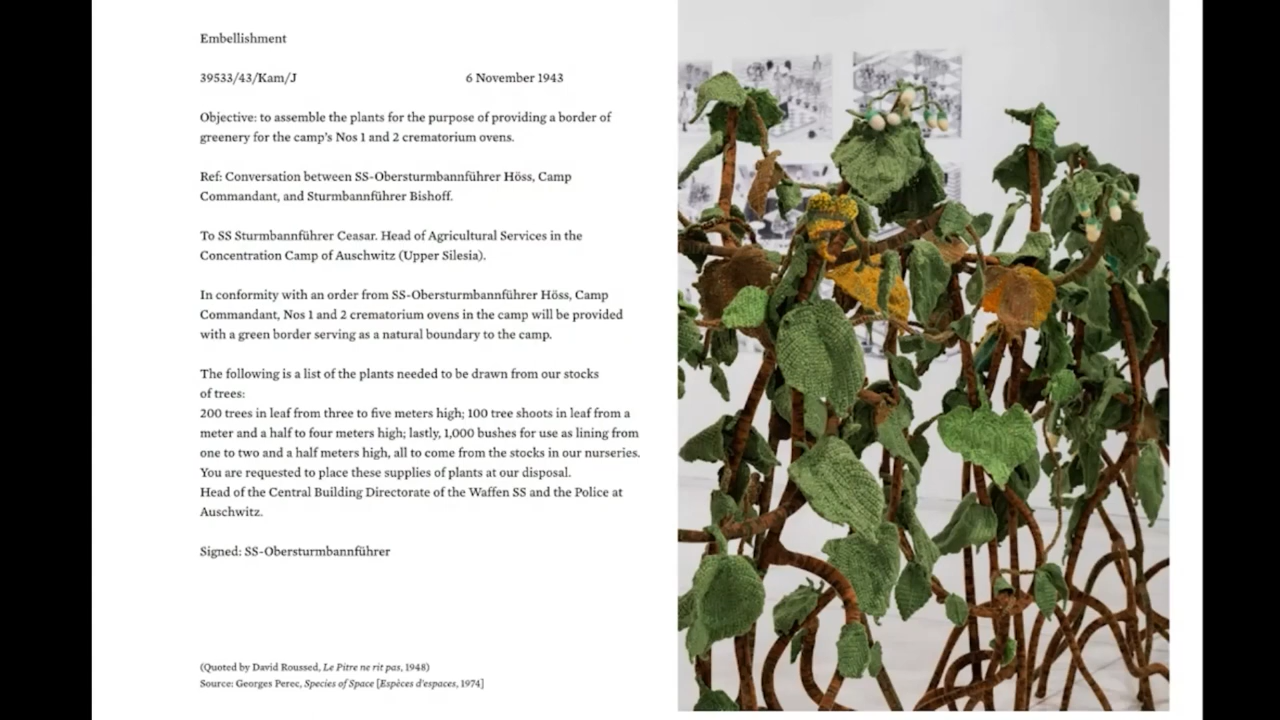 Embellishment
39533/43/Kam/J 6 November 1943
Objective: to assemble the plants for the purpose of providing a border of
greenery for the camp's Nos 1 and 2 crematorium ovens.
Ref: Conversation between SS-Obersturmbannführer Höss, Camp
Commandant, and Sturmbannführer Bishoff.
To SS Sturmbannführer Ceasar. Head of Agricultural Services in the
Concentration Camp of Auschwitz (Upper Silesia).
In conformity with an order from SS-Obersturmbannführer Höss, Camp
Commandant, Nos 1 and 2 crematorium ovens in the camp will be provided
with a green border serving as a natural boundary to the camp.
The following is a list of the plants needed to be drawn from our stocks
of trees:
200 trees in leaf from three to five meters high; 100 tree shoots in leaf from a
meter and a half to four meters high; lastly, 1,000 bushes for use as lining from
one to two and a half meters high, all to come from the stocks in our nurseries.
You are requested to place these supplies of plants at our disposal.
Head of the Central Building Directorate of the Waffen SS and the Police at
Auschwitz.
Signed: SS-Obersturmbannführer
(Quoted by David Roussed, Le Pitre ne rit pas, 1948)
Source: Georges Perec, Species of Space [Espèces d'espaces, 1974]